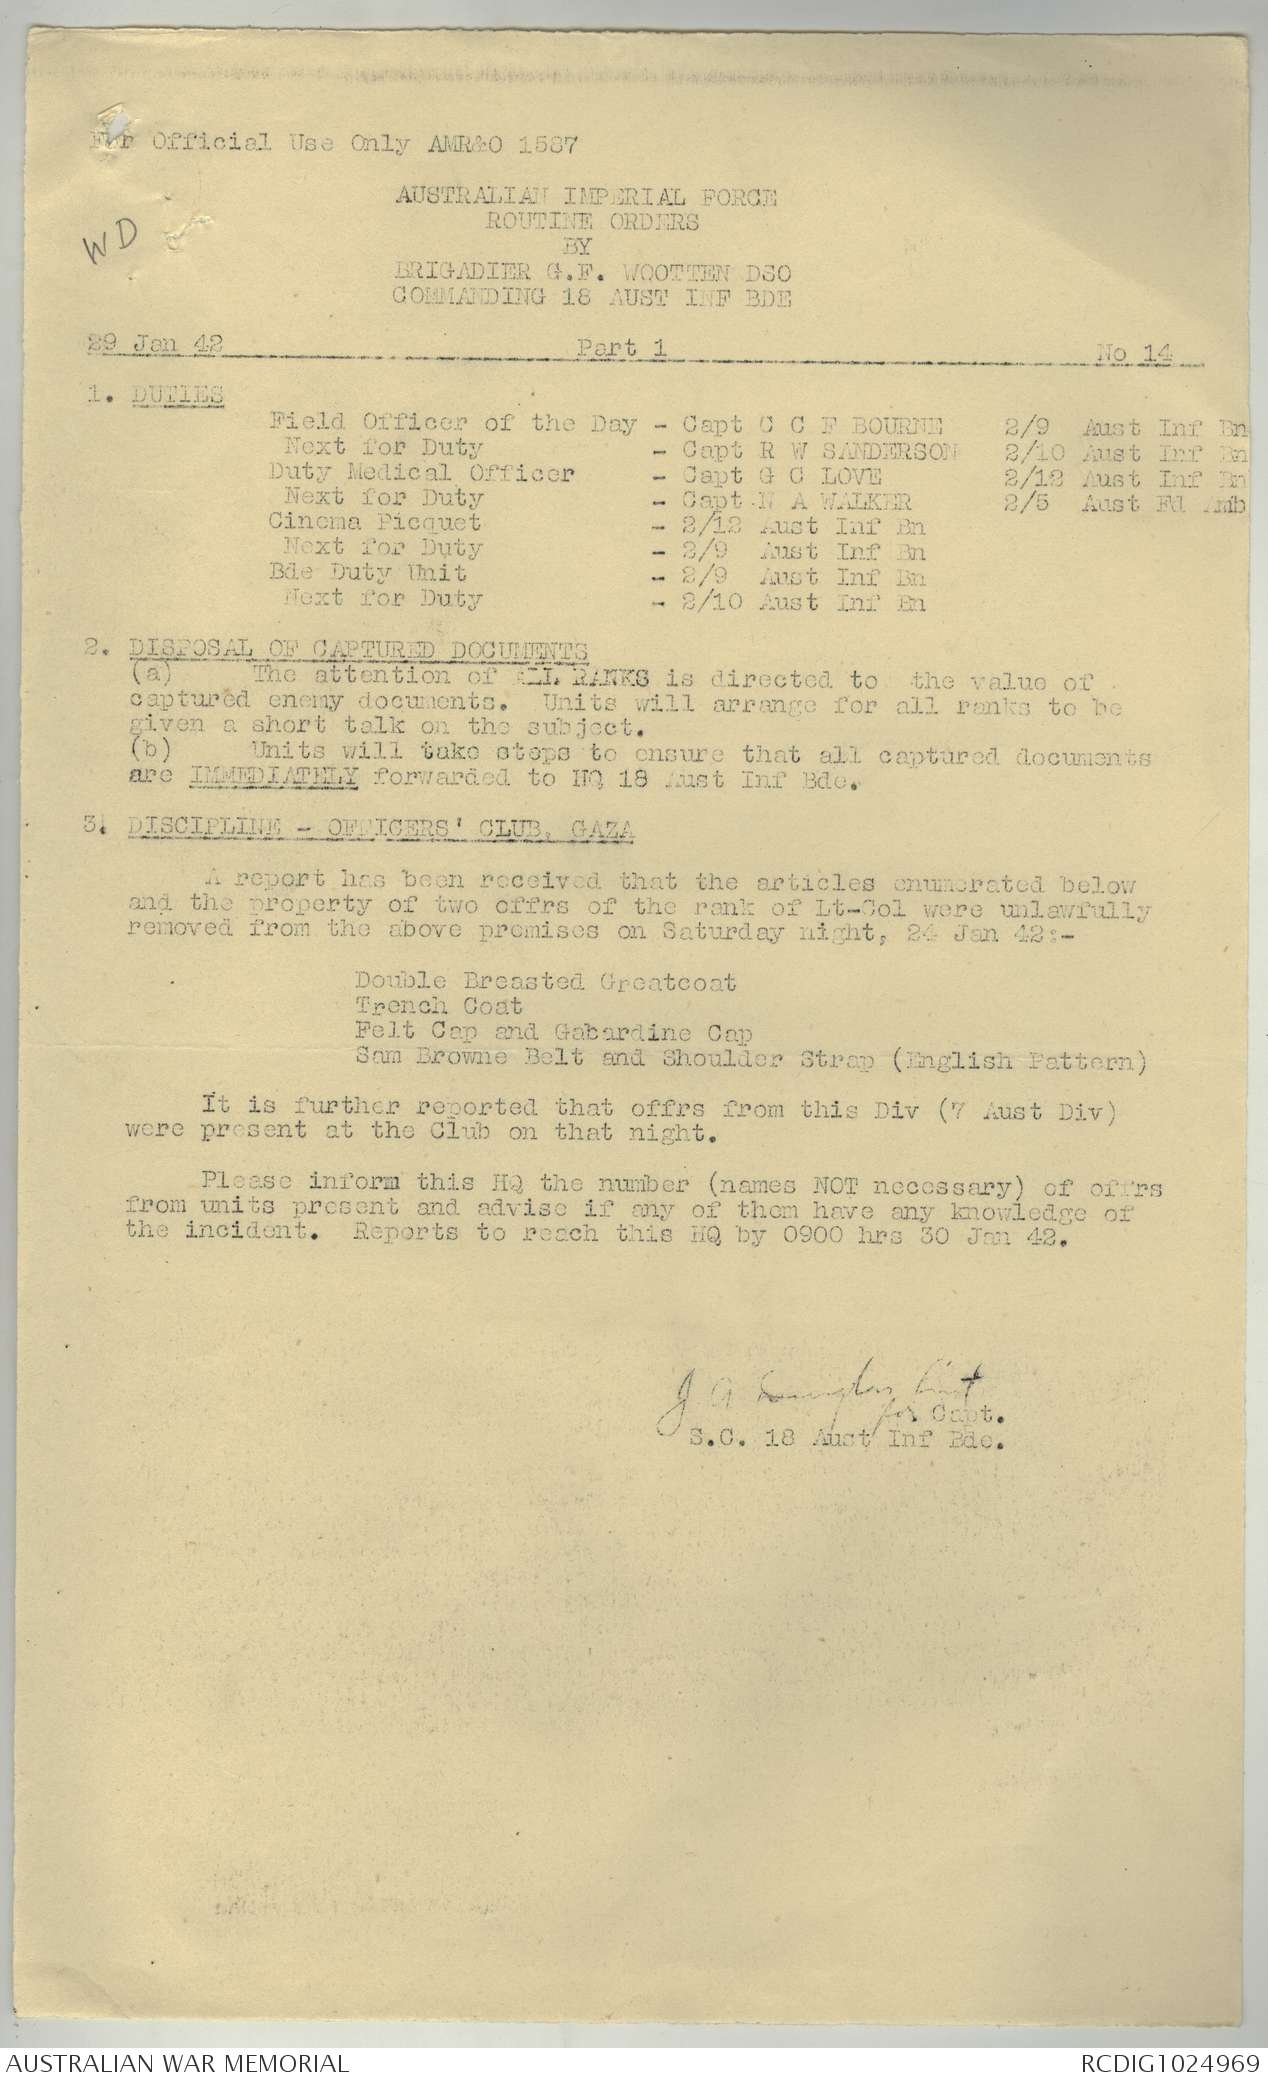 For Official Use Only AMR&O 1587
WD
AUSTRALIAN IMPERIAL FORCE
ROUTINE ORDERS
BY
BRIGADIER G.F. WOOTTEN DSO
COMMANDING 18 AUST INF BDE
29 Jan 42 Part 1 No 14
1. DUTIES
Field Officer of the Day - Capt C C F BOURNE 2/9 Aust Inf Bn
Next for Duty - Capt R W SANDERSON 2/10 Aust Inf Bn
Duty Medical Officer - Capt G C LOVE 2/12 Aust Inf Bn
Next for Duty - Capt N A WALKER 2/5 Aust Fd Amb
Cinema Picquet - 2/12 Aust Inf Bn
Next for Duty - 2/9 Aust Inf Bn
Bde Duty Unit - 2/9 Aust Inf Bn
Next for Duty - 2/10 Aust Inf Bn
2. DISPOSAL OF CAPTURED DOCUMENTS
(a) The attention of ALL RANKS is directed to the value of
captured enemy documents. Units will arrange for all ranks to be
given a short talk on the subject.
(b) Units will take steps to ensure that all captured documents
are IMMEDIATELY forwarded to HQ 18 Aust Inf Bde.
3. DISCIPLINE - OFFICERS' CLUB, GAZA
A report has been received that the articles enumerated below
and the property of two offrs of the rank of Lt-Col were unlawfully
removed from the above premises on Saturday night, 24 Jan 42:-
Double Breasted Greatcoat
Trench Coat
Felt Cap and Gabardine Cap
Sam Browne Belt and Shoulder Strap (English Pattern)
It is further reported that offrs from this Div (7 Aust Div)
were present at the Club on that night.
Please inform this HQ the number (names NOT necessary) of offrs
from units present and advise if any of them have any knowledge of
the incident. Reports to reach this HQ by 0900 hrs 30 Jan 42.
J A
for Capt.
S.C. 18 Aust Inf Bde.
AUSTRALIAN WAR MEMORIAL RCDIG1024969